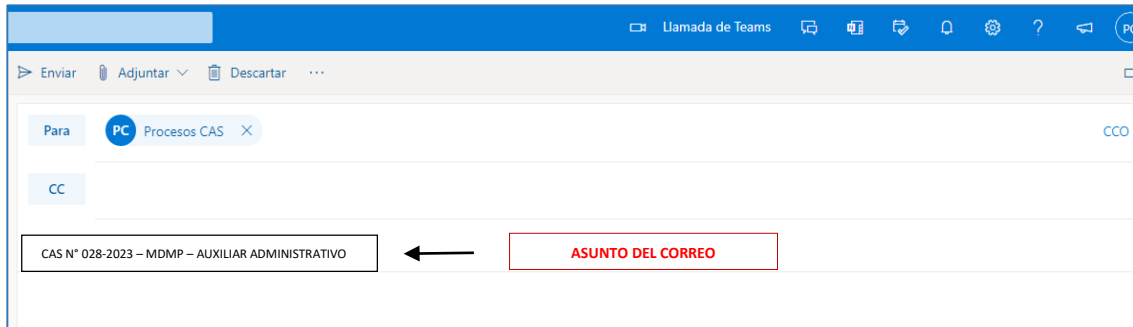 Llamada de Teams
Enviar Adjuntar Descartar ...
Para PC Procesos CAS CCO
CC
CAS N° 028-2023 – MDMP – AUXILIAR ADMINISTRATIVO ASUNTO DEL CORREO